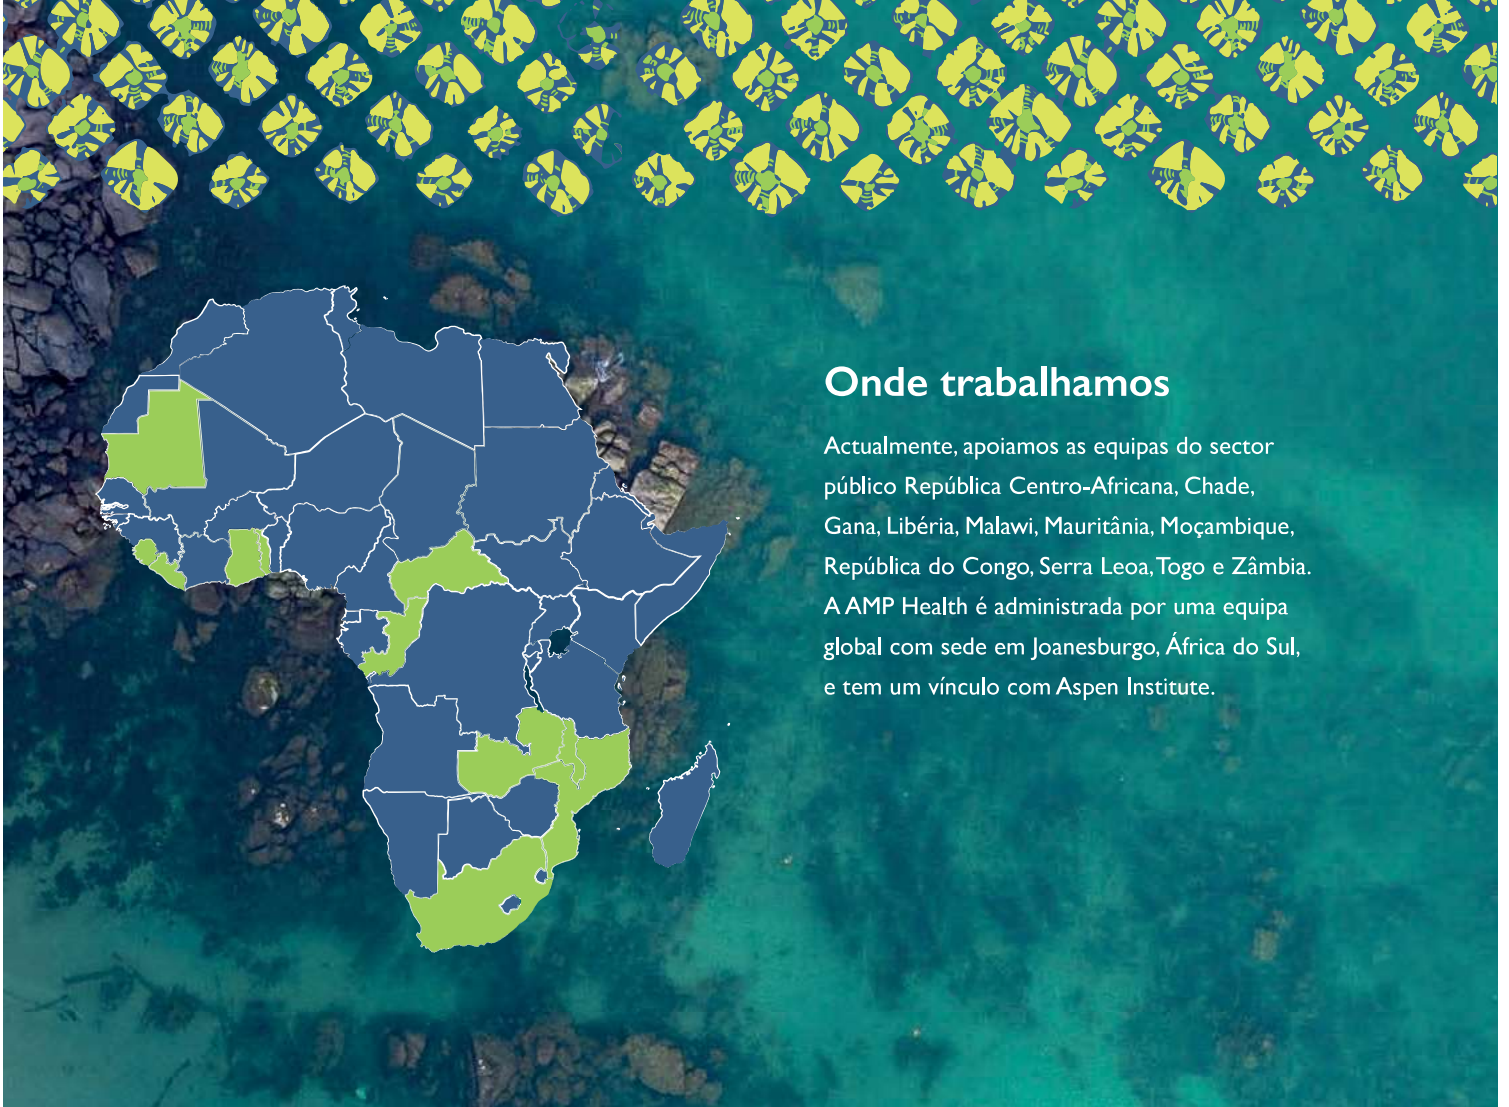 Onde trabalhamos
Actualmente, apoiamos as equipas do sector
público República Centro-Africana, Chade,
Gana, Libéria, Malawi, Mauritânia, Moçambique,
República do Congo, Serra Leoa, Togo e Zâmbia.
A AMP Health é administrada por uma equipa
global com sede em Joanesburgo, África do Sul,
e tem um vínculo com Aspen Institute.